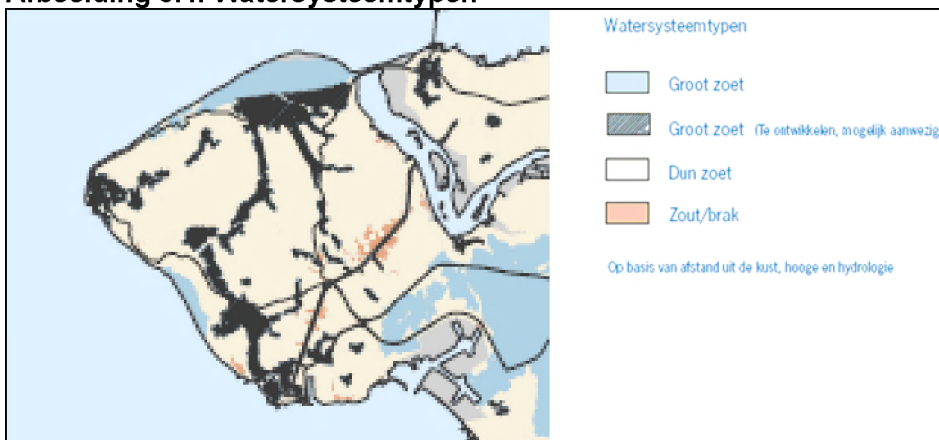 Watersysteemtypen
Groot zoet
Groot zoet (Te ontwikkelen, mogelijk aanwezig
Dun zoet
Zout/brak
Op basis van afstand uit de kust, hooge en hydrologie